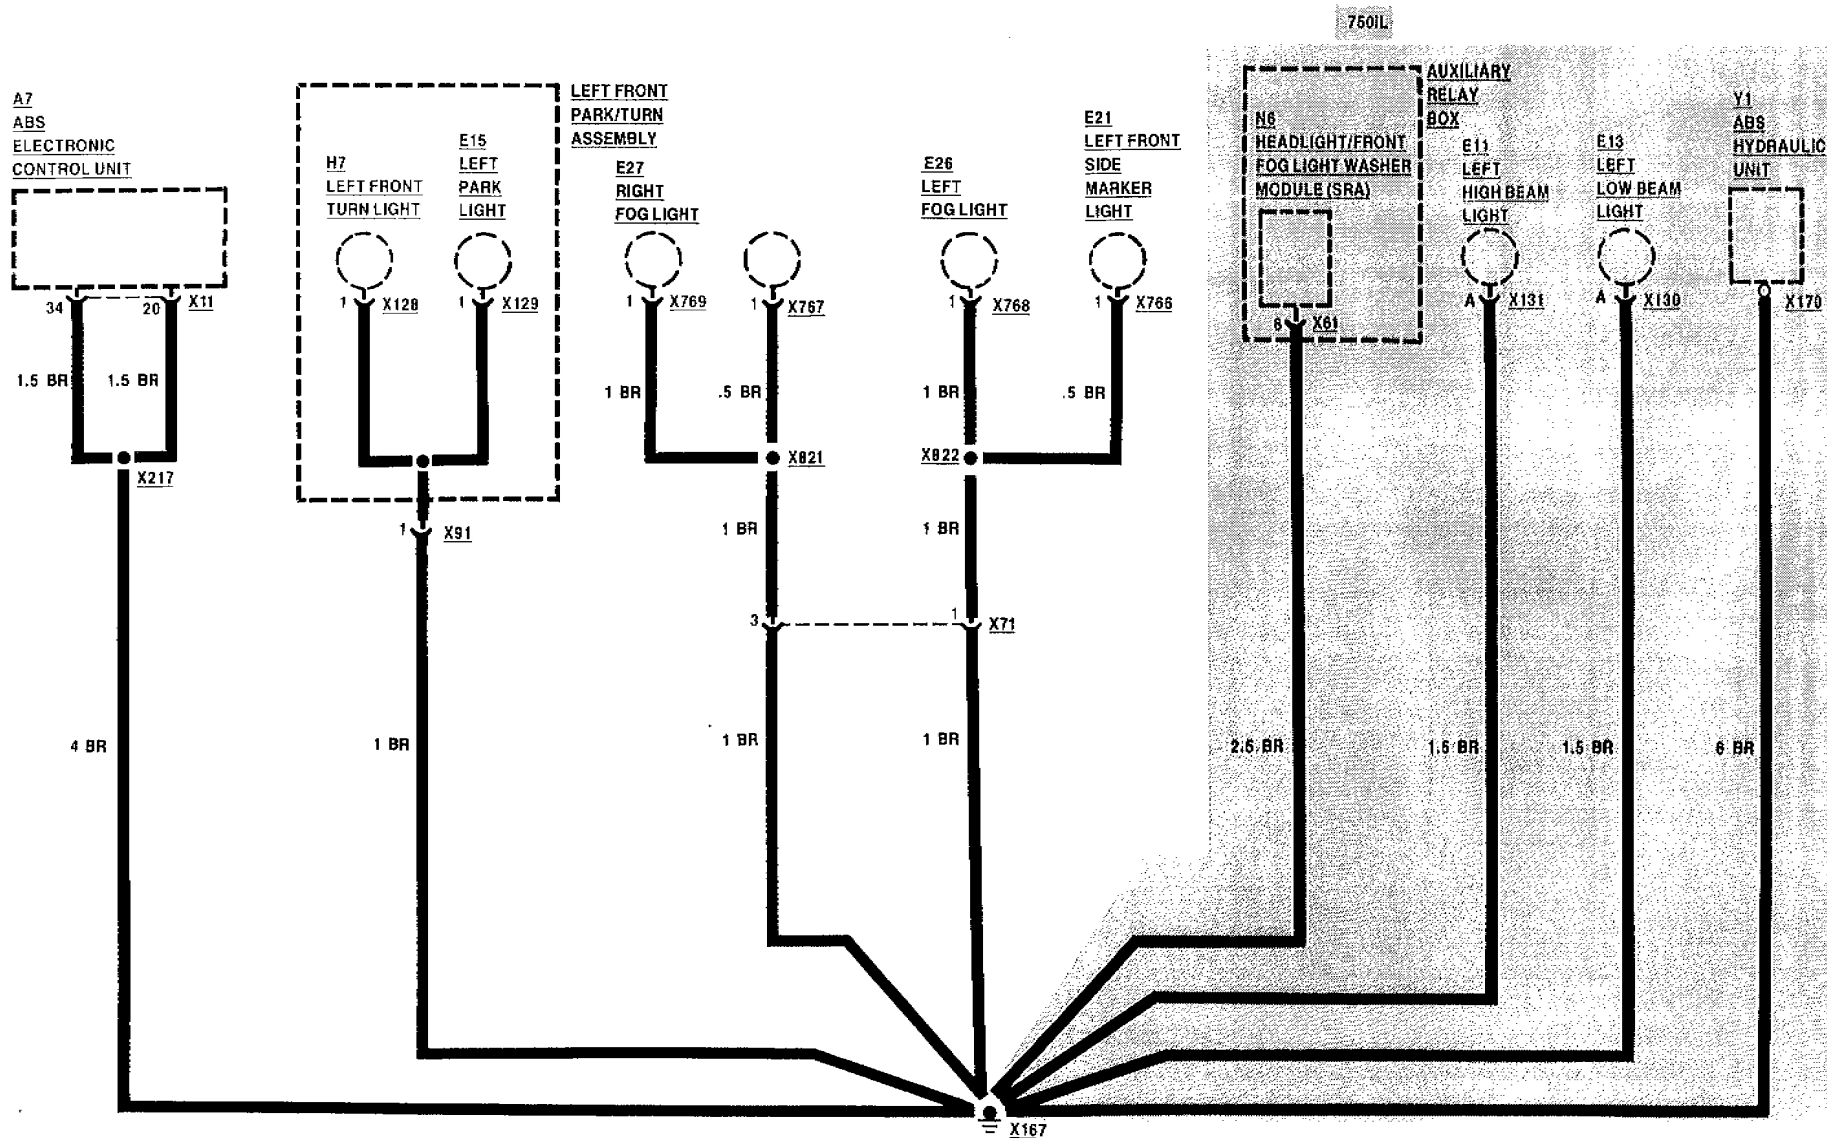 750IL
A7
ABS
ELECTRONIC
CONTROL UNIT
34
20
X11
1.5 BR
1.5 BR
X217
4 BR
LEFT FRONT
PARK/TURN
ASSEMBLY
H7
LEFT FRONT
TURN LIGHT
E15
LEFT
PARK
LIGHT
1
X128
1
X129
1
X91
1 BR
E27
RIGHT
FOG LIGHT
1
X769
1
X767
1 BR
.5 BR
X821
1 BR
3
1 BR
E26
LEFT
FOG LIGHT
E21
LEFT FRONT
SIDE
MARKER
LIGHT
1
X768
1
X766
1 BR
.5 BR
X822
1 BR
1
X71
1 BR
AUXILIARY
RELAY
BOX
N6
HEADLIGHT/FRONT
FOG LIGHT WASHER
MODULE (SRA)
6
X61
2.5 BR
E11
LEFT
HIGH BEAM
LIGHT
A
X131
1.5 BR
E13
LEFT
LOW BEAM
LIGHT
A
X130
1.5 BR
Y1
ABS
HYDRAULIC
UNIT
X170
6 BR
X167